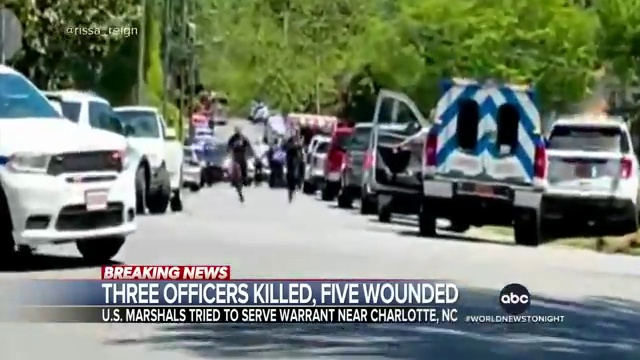 @rissa_reign
BREAKING NEWS
THREE OFFICERS KILLED, FIVE WOUNDED
U.S. MARSHALS TRIED TO SERVE WARRANT NEAR CHARLOTTE, NC
abc
#WORLDNEWSTONIGHT